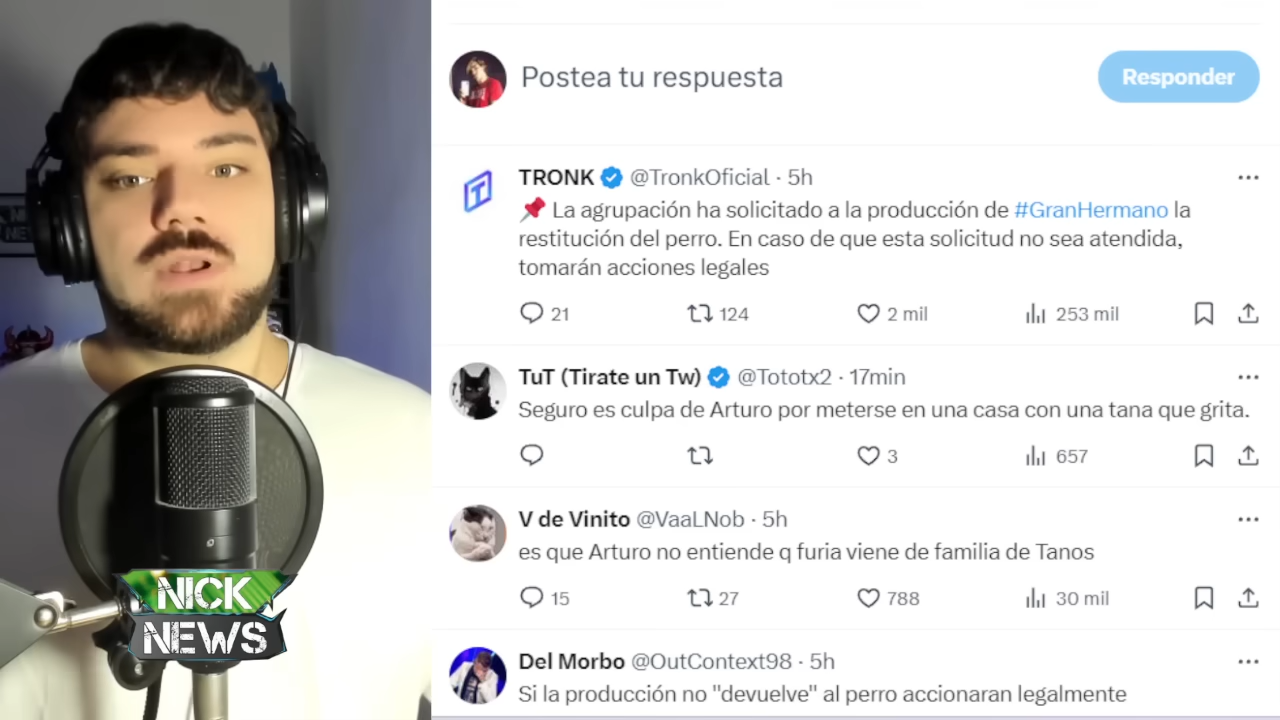 Postea tu respuesta
Responder
TRONK @TronkOficial · 5h
📌 La agrupación ha solicitado a la producción de #GranHermano la
restitución del perro. En caso de que esta solicitud no sea atendida,
tomarán acciones legales
21 124 2 mil 253 mil
TuT (Tirate un Tw) @Tototx2 · 17min
Seguro es culpa de Arturo por meterse en una casa con una tana que grita.
3 657
V de Vinito @VaaLNob · 5h
es que Arturo no entiende q furia viene de familia de Tanos
15 27 788 30 mil
Del Morbo @OutContext98 · 5h
Si la producción no "devuelve" al perro accionaran legalmente
NICK
NEWS